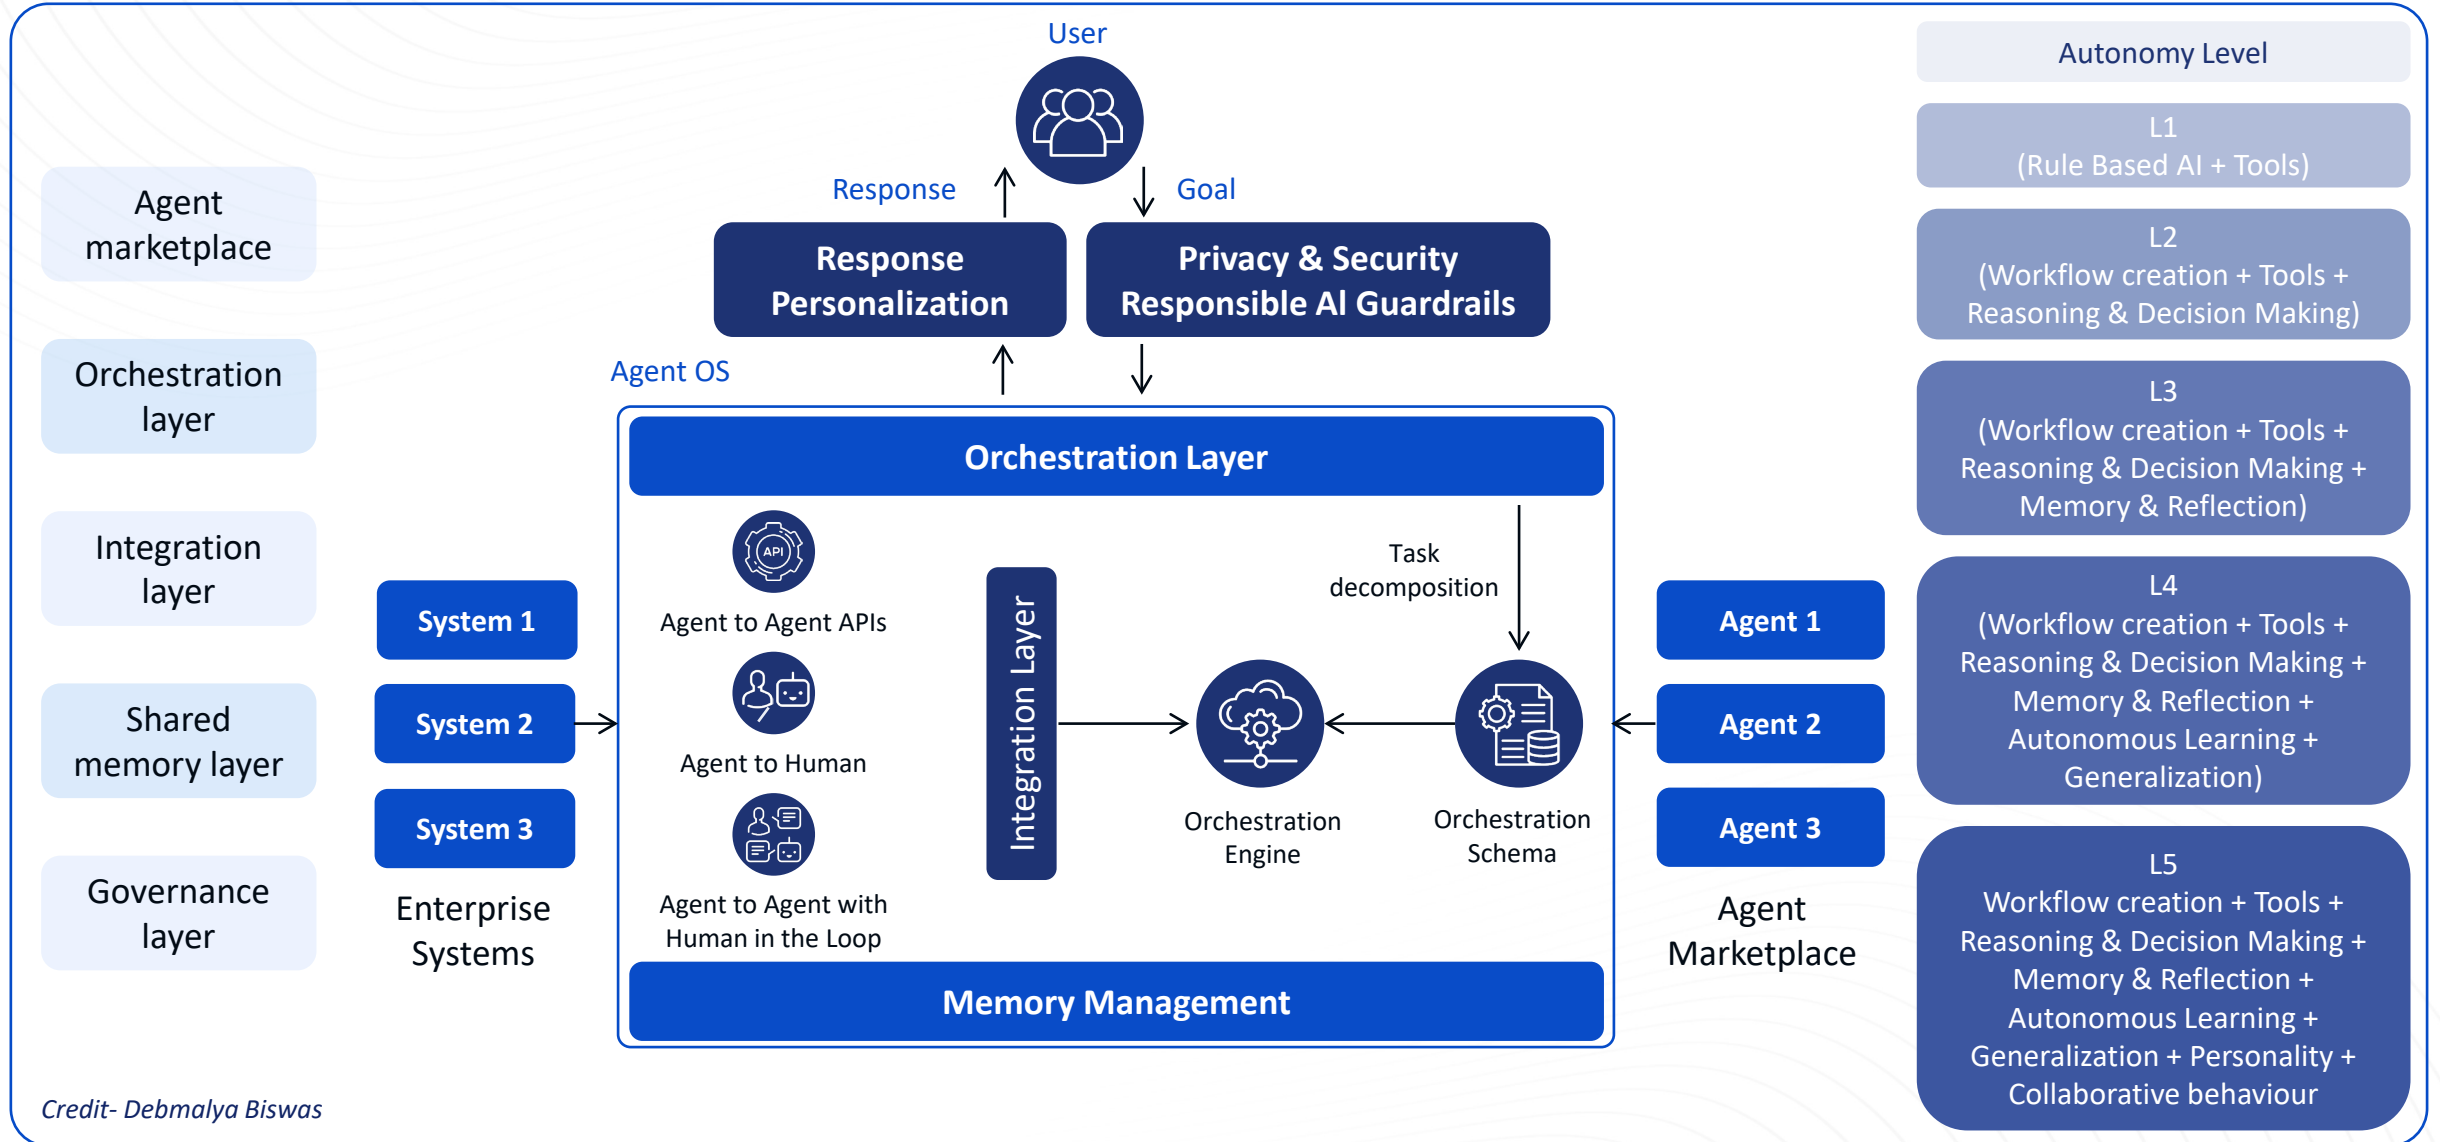 User
Response
Goal
Response
Personalization
Privacy & Security
Responsible AI Guardrails
Agent OS
Agent
marketplace
Orchestration
layer
Integration
layer
Shared
memory layer
Governance
layer
System 1
System 2
System 3
Enterprise
Systems
Orchestration Layer
API
Agent to Agent APIs
Agent to Human
Agent to Agent with
Human in the Loop
Integration Layer
Task
decomposition
Orchestration
Engine
Orchestration
Schema
Memory Management
Agent 1
Agent 2
Agent 3
Agent
Marketplace
Autonomy Level
L1
(Rule Based AI + Tools)
L2
(Workflow creation + Tools +
Reasoning & Decision Making)
L3
(Workflow creation + Tools +
Reasoning & Decision Making +
Memory & Reflection)
L4
(Workflow creation + Tools +
Reasoning & Decision Making +
Memory & Reflection +
Autonomous Learning +
Generalization)
L5
Workflow creation + Tools +
Reasoning & Decision Making +
Memory & Reflection +
Autonomous Learning +
Generalization + Personality +
Collaborative behaviour
Credit- Debmalya Biswas